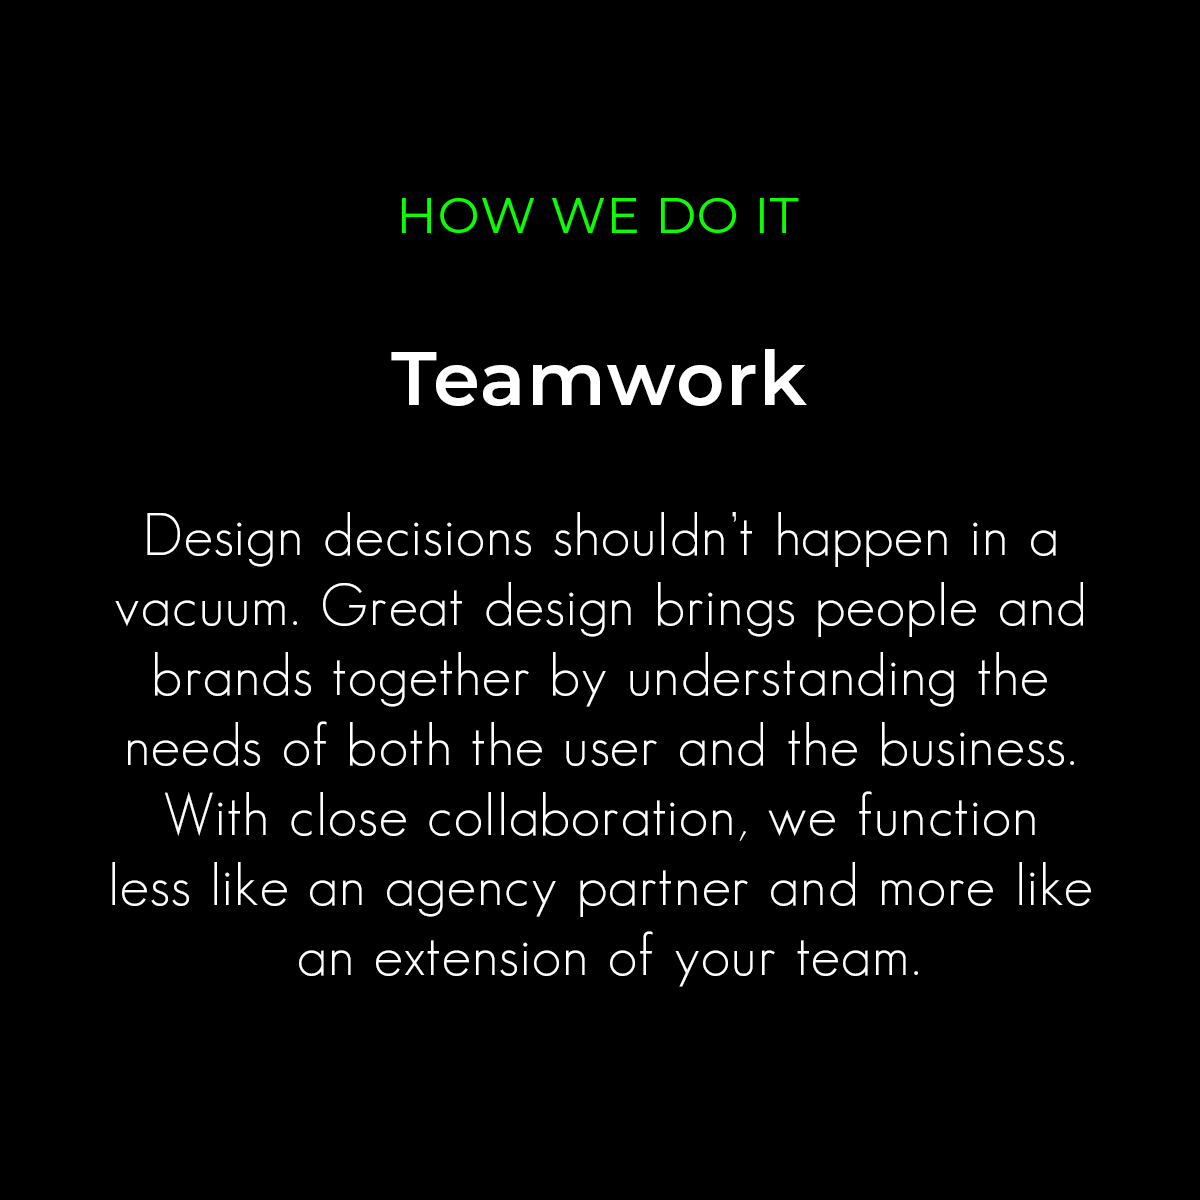 HOW WE DO IT
Teamwork
Design decisions shouldn’t happen in a
vacuum. Great design brings people and
brands together by understanding the
needs of both the user and the business.
With close collaboration, we function
less like an agency partner and more like
an extension of your team.